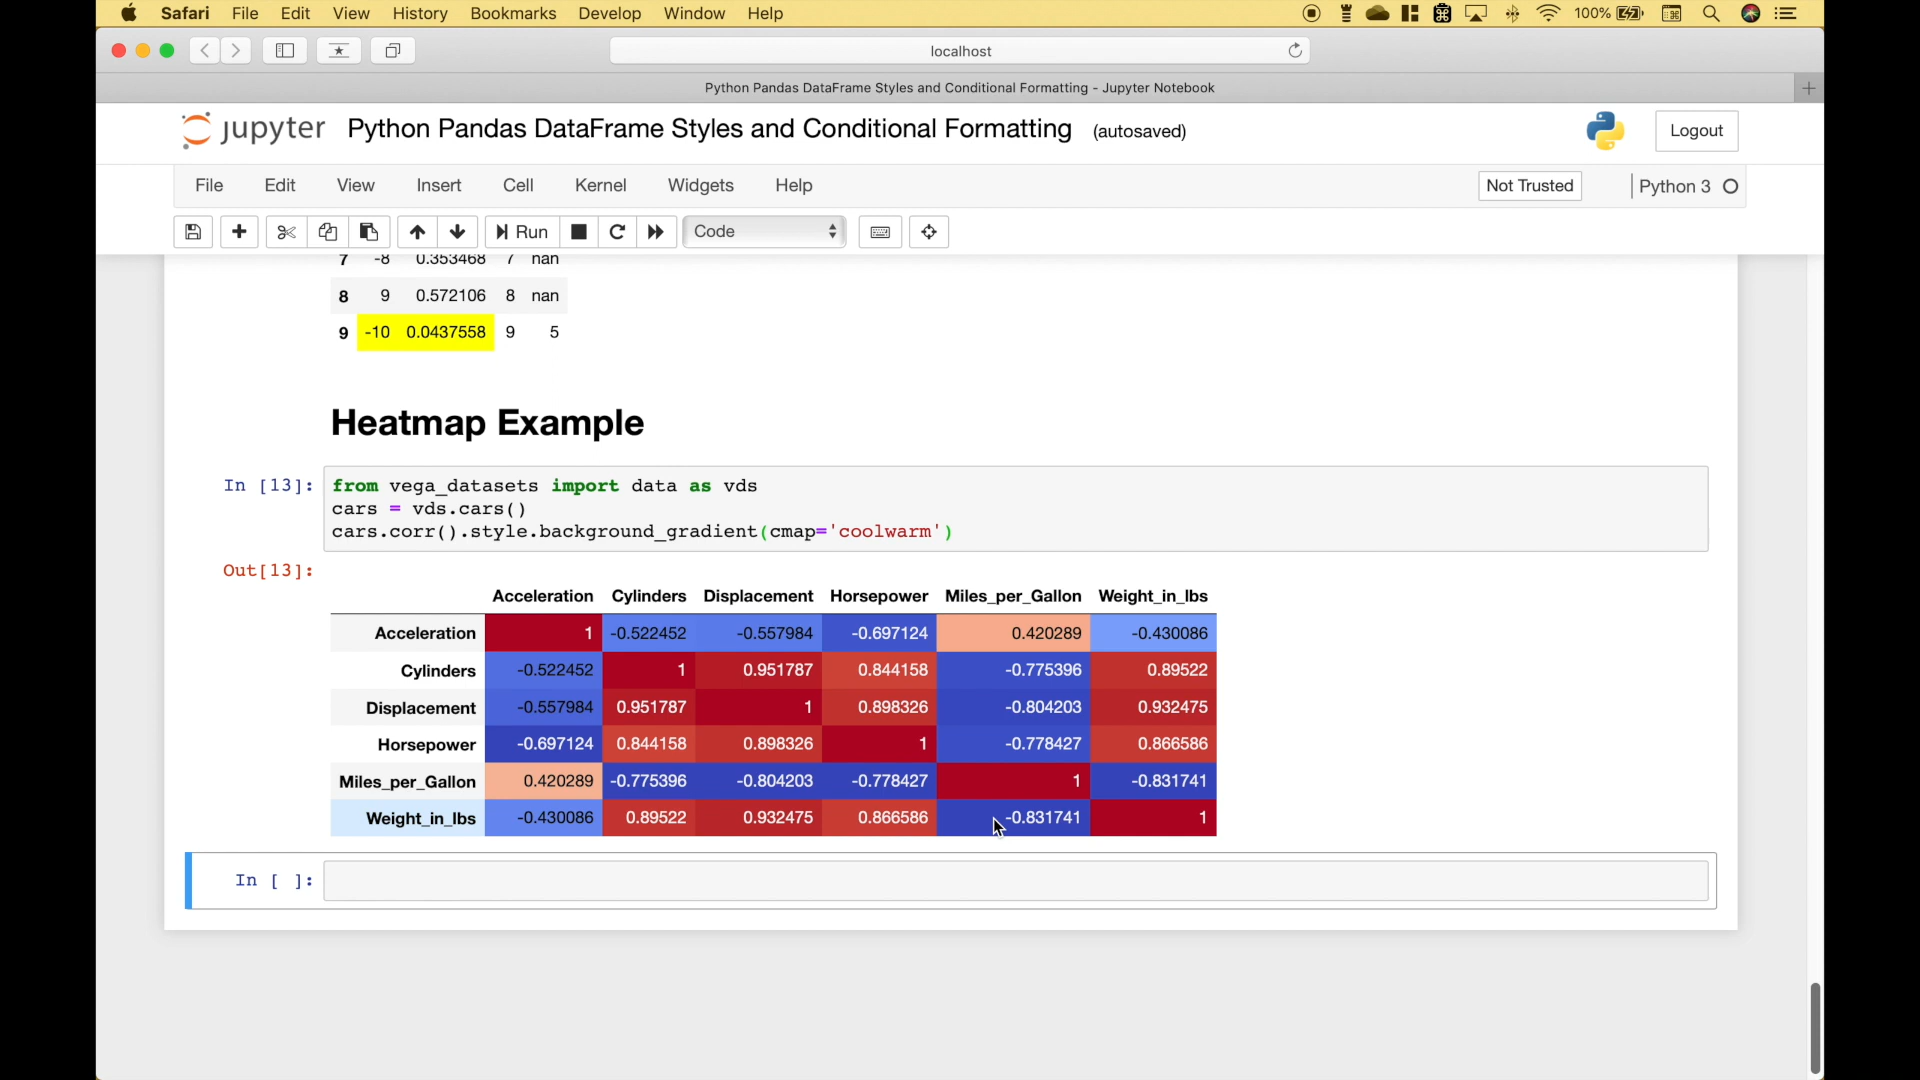 Safari File Edit View History Bookmarks Develop Window Help 100%
localhost
Python Pandas DataFrame Styles and Conditional Formatting - Jupyter Notebook
jupyter Python Pandas DataFrame Styles and Conditional Formatting (autosaved) Logout
File Edit View Insert Cell Kernel Widgets Help Not Trusted Python 3
Run Code
7 -8 0.353468 7 nan
8 9 0.572106 8 nan
9 -10 0.0437558 9 5
Heatmap Example
In [13]: from vega_datasets import data as vds
cars = vds.cars()
cars.corr().style.background_gradient(cmap='coolwarm')
Out[13]:
Acceleration Cylinders Displacement Horsepower Miles_per_Gallon Weight_in_lbs
Acceleration 1 -0.522452 -0.557984 -0.697124 0.420289 -0.430086
Cylinders -0.522452 1 0.951787 0.844158 -0.775396 0.89522
Displacement -0.557984 0.951787 1 0.898326 -0.804203 0.932475
Horsepower -0.697124 0.844158 0.898326 1 -0.778427 0.866586
Miles_per_Gallon 0.420289 -0.775396 -0.804203 -0.778427 1 -0.831741
Weight_in_lbs -0.430086 0.89522 0.932475 0.866586 -0.831741 1
In [ ]: